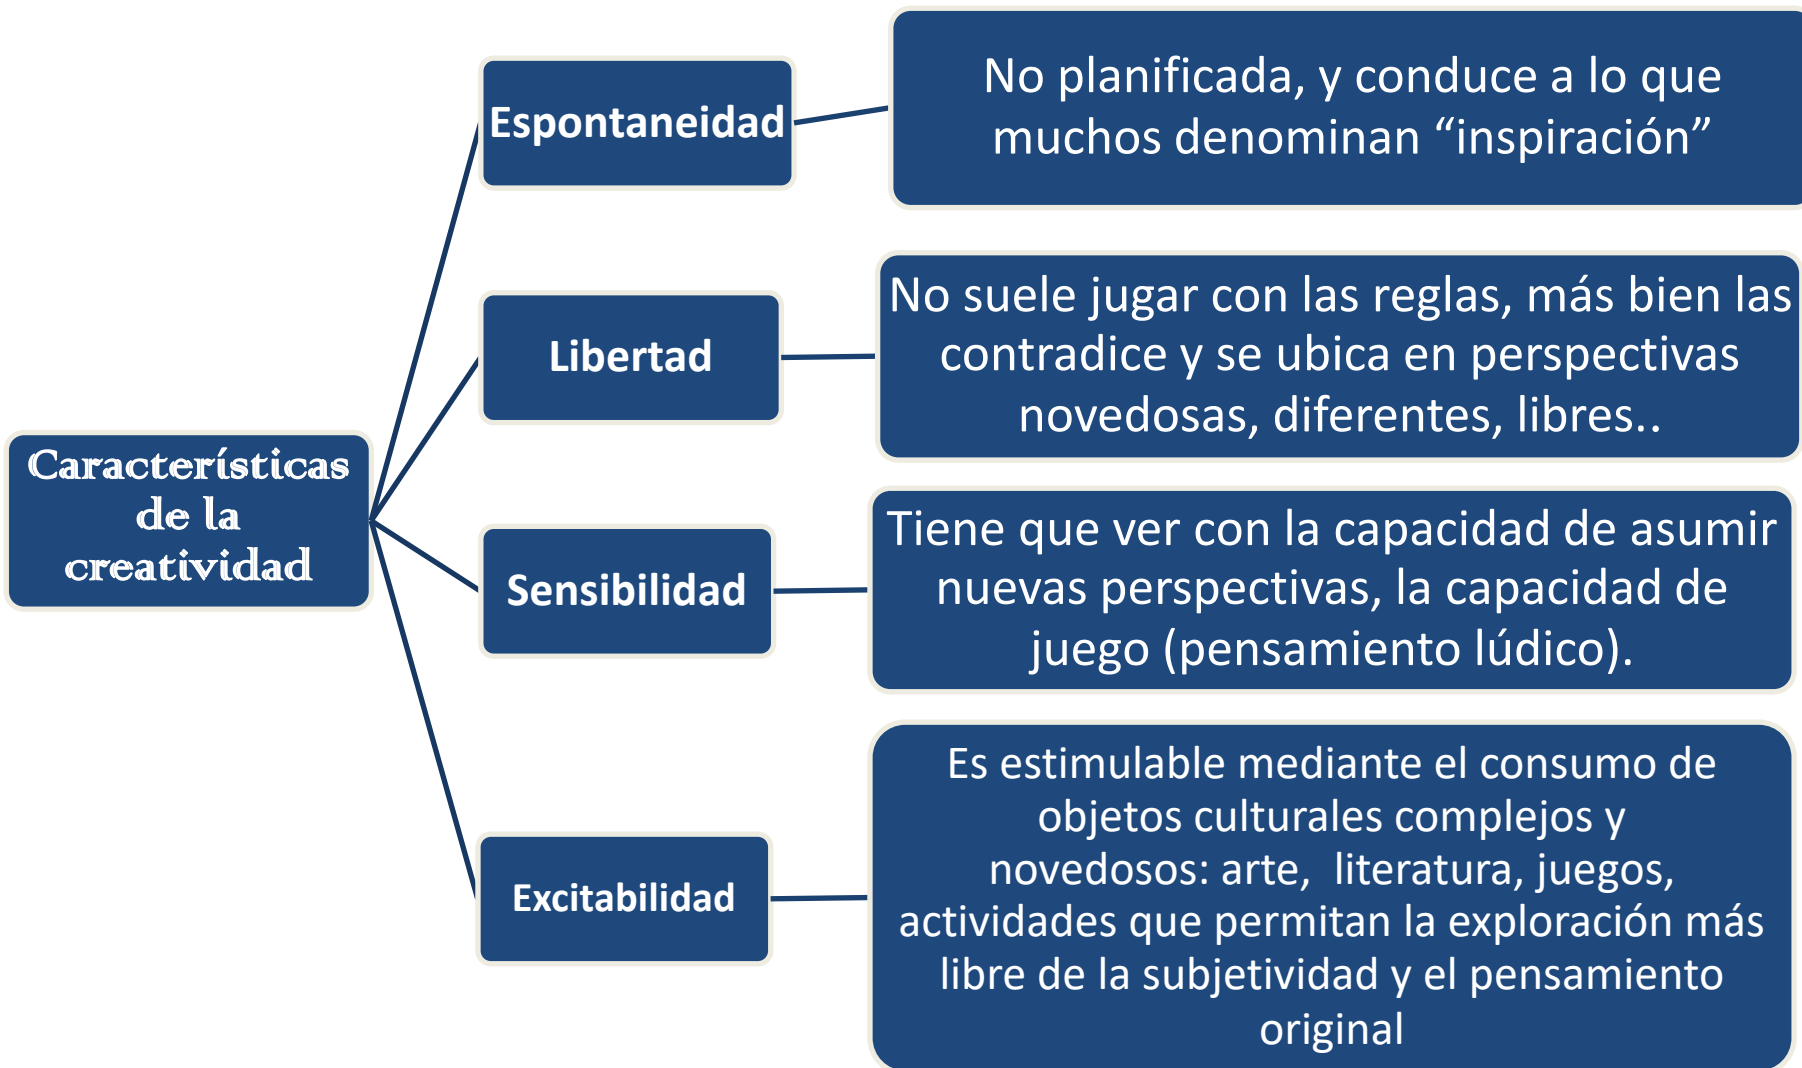 Características
de la
creatividad
Espontaneidad
No planificada, y conduce a lo que
muchos denominan “inspiración”
Libertad
No suele jugar con las reglas, más bien las
contradice y se ubica en perspectivas
novedosas, diferentes, libres..
Sensibilidad
Tiene que ver con la capacidad de asumir
nuevas perspectivas, la capacidad de
juego (pensamiento lúdico).
Excitabilidad
Es estimulable mediante el consumo de
objetos culturales complejos y
novedosos: arte,  literatura, juegos,
actividades que permitan la exploración más
libre de la subjetividad y el pensamiento
original